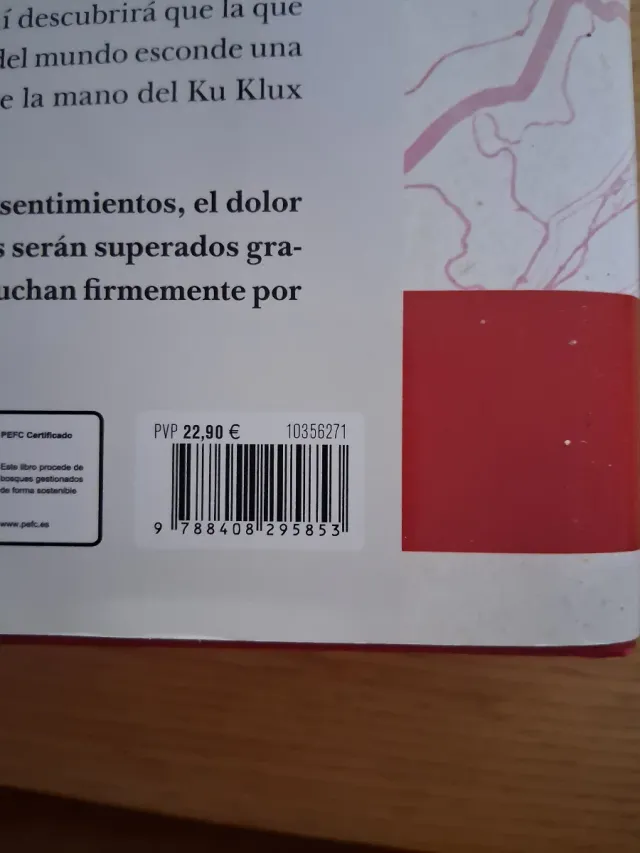 í descubrirá que la que
del mundo esconde una
e la mano del Ku Klux
sentimientos, el dolor
s serán superados gra-
uchan firmemente por
PEFC Certificado
Este libro procede de
bosques gestionados
de forma sostenible
www.pefc.es
PVP 22,90 € 10356271
9 788408 295853